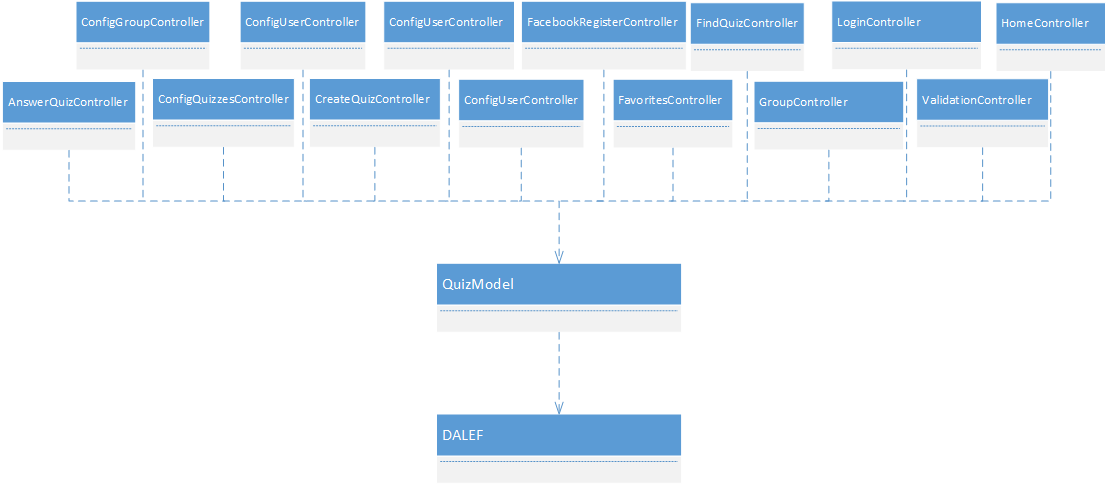 ConfigGroupController
ConfigUserController
ConfigUserController
FacebookRegisterController
FindQuizController
LoginController
HomeController
AnswerQuizController
ConfigQuizzesController
CreateQuizController
ConfigUserController
FavoritesController
GroupController
ValidationController
QuizModel
DALEF